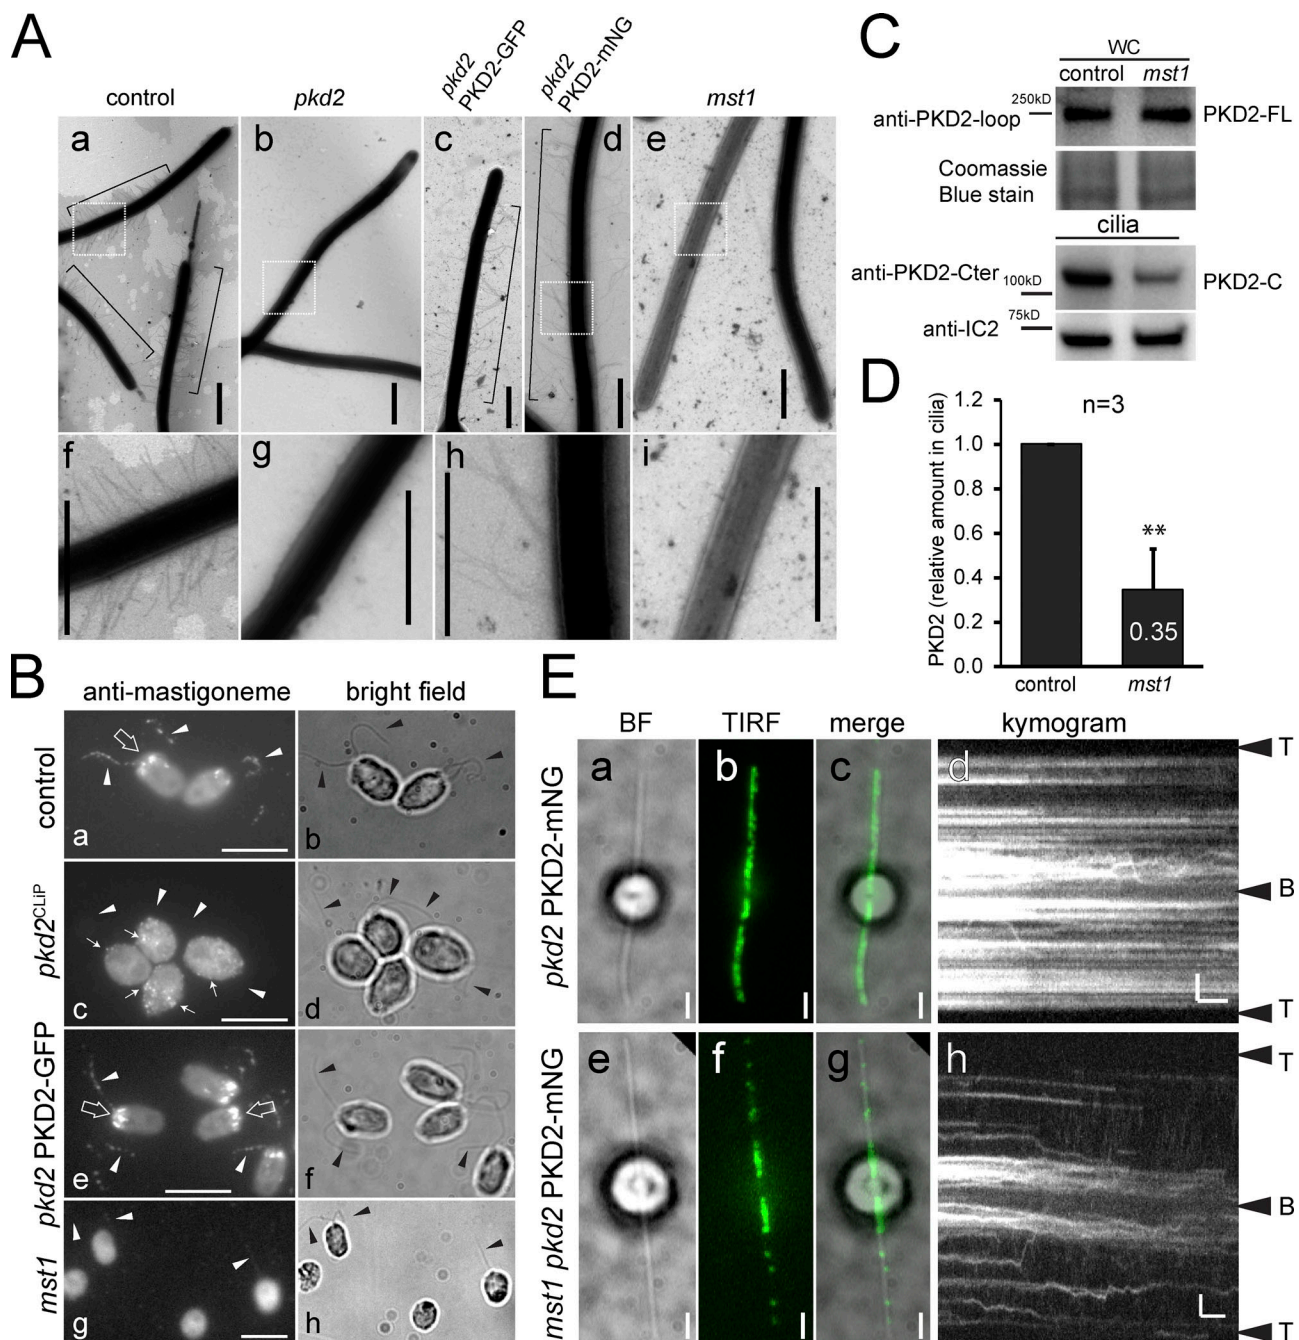 A
control
pkd2
pkd2
PKD2-GFP
pkd2
PKD2-mNG
mst1
a
b
c
d
e
f
g
h
i
B
anti-mastigoneme
bright field
control
a
b
pkd2CLiP
c
d
pkd2 PKD2-GFP
e
f
mst1
g
h
C
WC
control mst1
anti-PKD2-loop
250kD
PKD2-FL
Coomassie
Blue stain
cilia
anti-PKD2-Cter
100kD
PKD2-C
75kD
anti-IC2
D
n=3
PKD2 (relative amount in cilia)
1.2
1.0
0.8
0.6
0.4
0.2
0.0
**
0.35
control
mst1
E
BF
TIRF
merge
kymogram
pkd2 PKD2-mNG
a
b
c
d
T
B
T
mst1 pkd2 PKD2-mNG
e
f
g
h
T
B
T